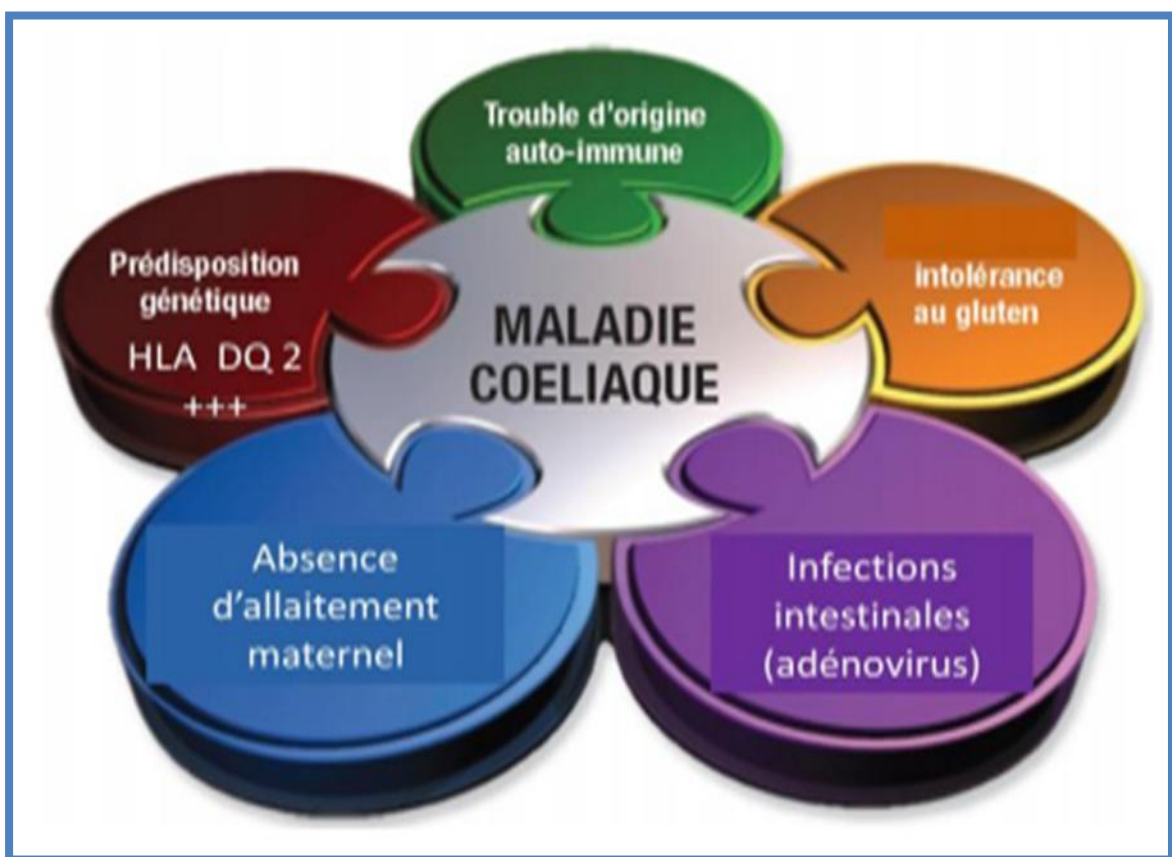 Trouble d'origine
auto-immune
Prédisposition
génétique
HLA DQ 2
+++
intolérance
au gluten
MALADIE
COELIAQUE
Absence
d'allaitement
maternel
Infections
intestinales
(adénovirus)